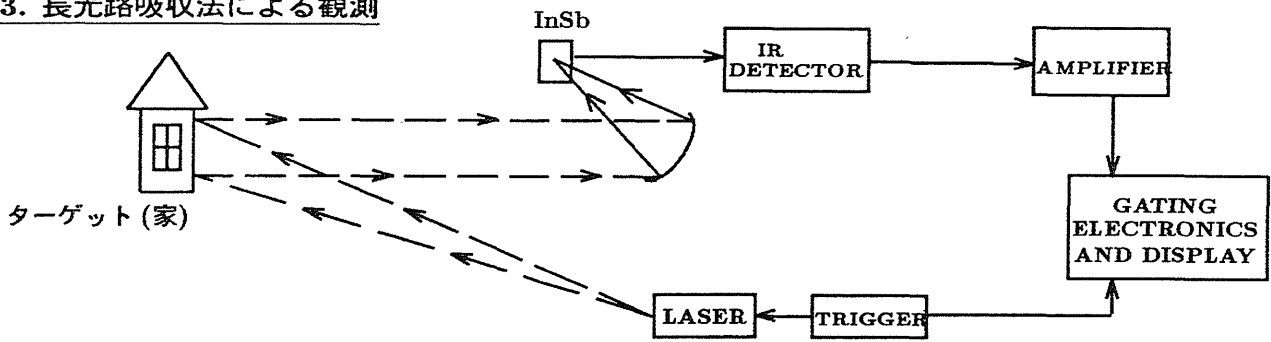 3. 長光路吸収法による観測
InSb
IR
DETECTOR
AMPLIFIER
ターゲット (家)
GATING
ELECTRONICS
AND DISPLAY
LASER
TRIGGER